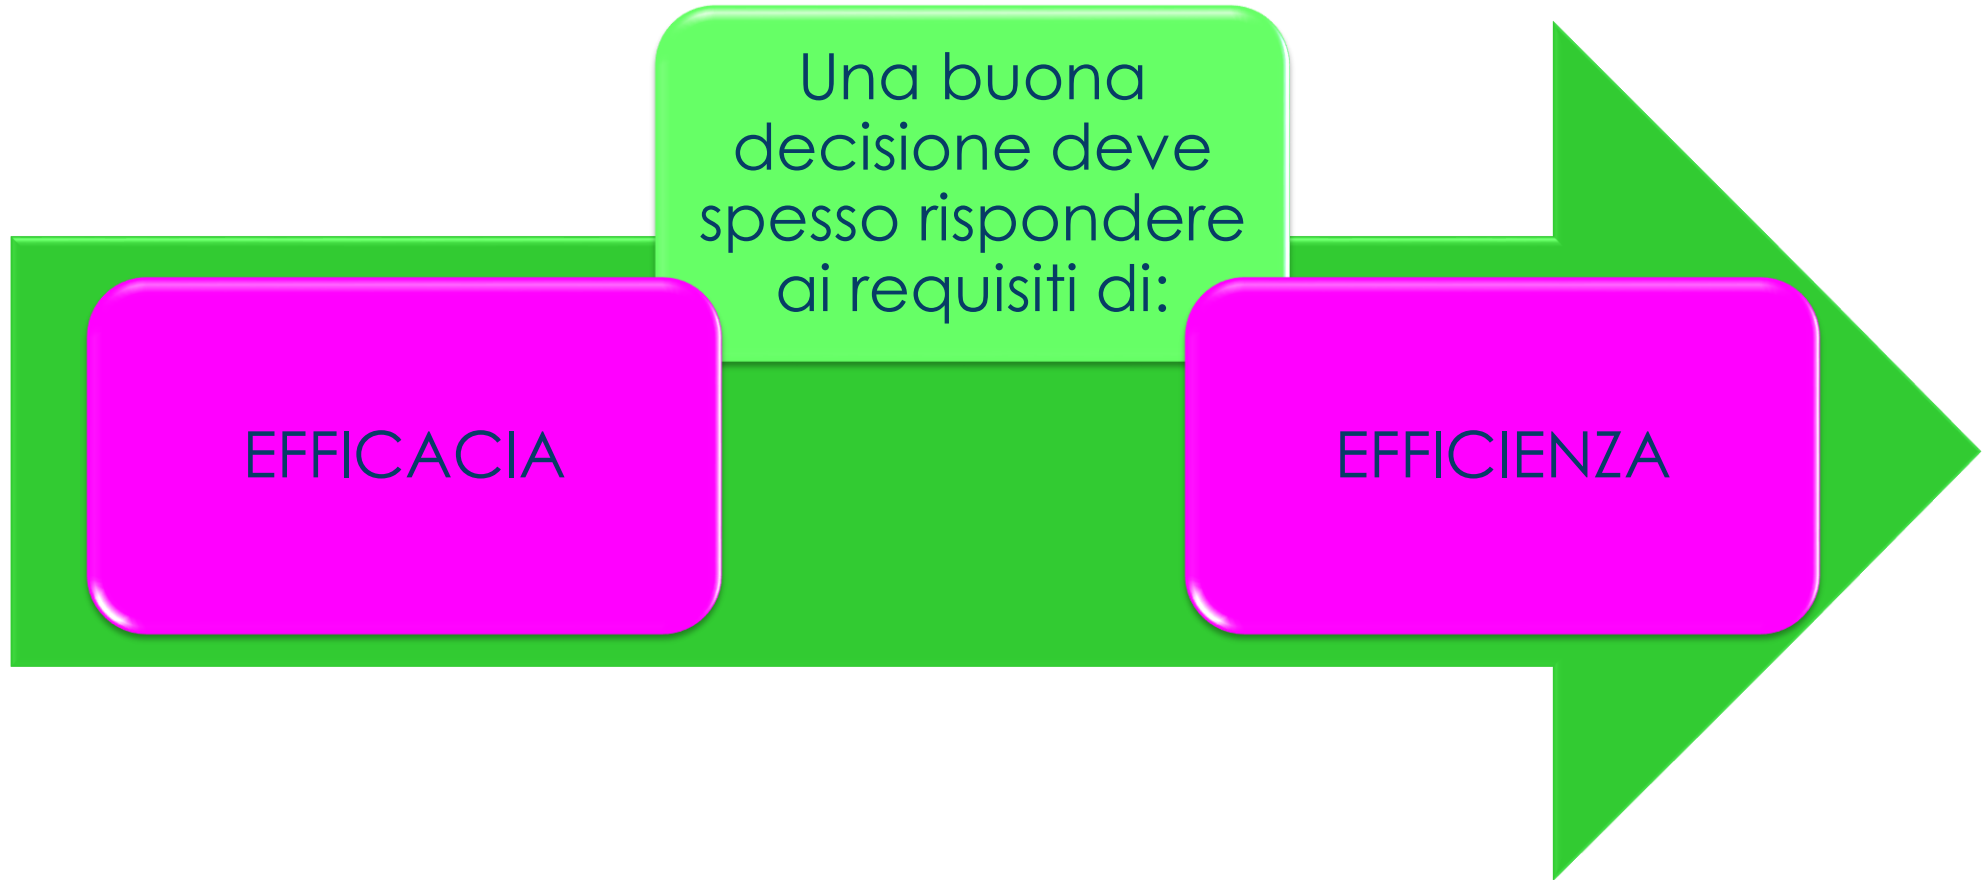 Una buona
decisione deve
spesso rispondere
ai requisiti di:
EFFICACIA
EFFICIENZA